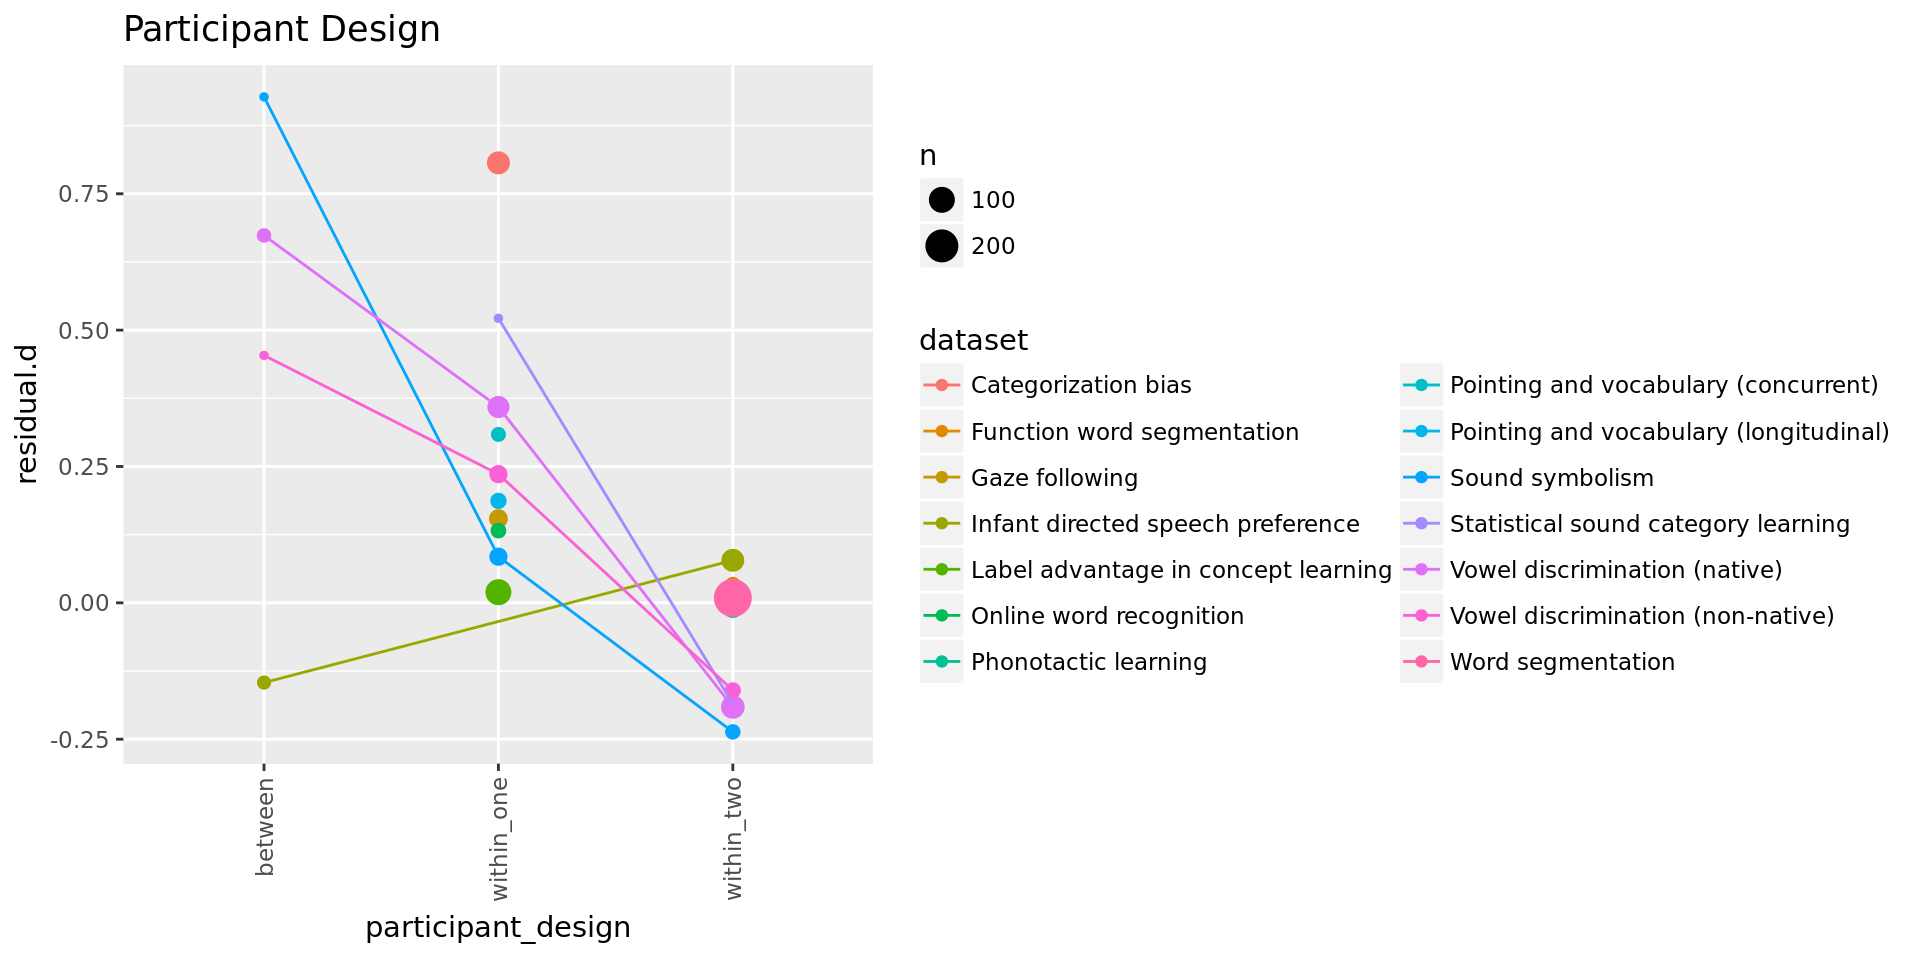 Participant Design
residual.d
0.75
0.50
0.25
0.00
-0.25
between
within_one
within_two
participant_design
n
100
200
dataset
Categorization bias
Function word segmentation
Gaze following
Infant directed speech preference
Label advantage in concept learning
Online word recognition
Phonotactic learning
Pointing and vocabulary (concurrent)
Pointing and vocabulary (longitudinal)
Sound symbolism
Statistical sound category learning
Vowel discrimination (native)
Vowel discrimination (non-native)
Word segmentation